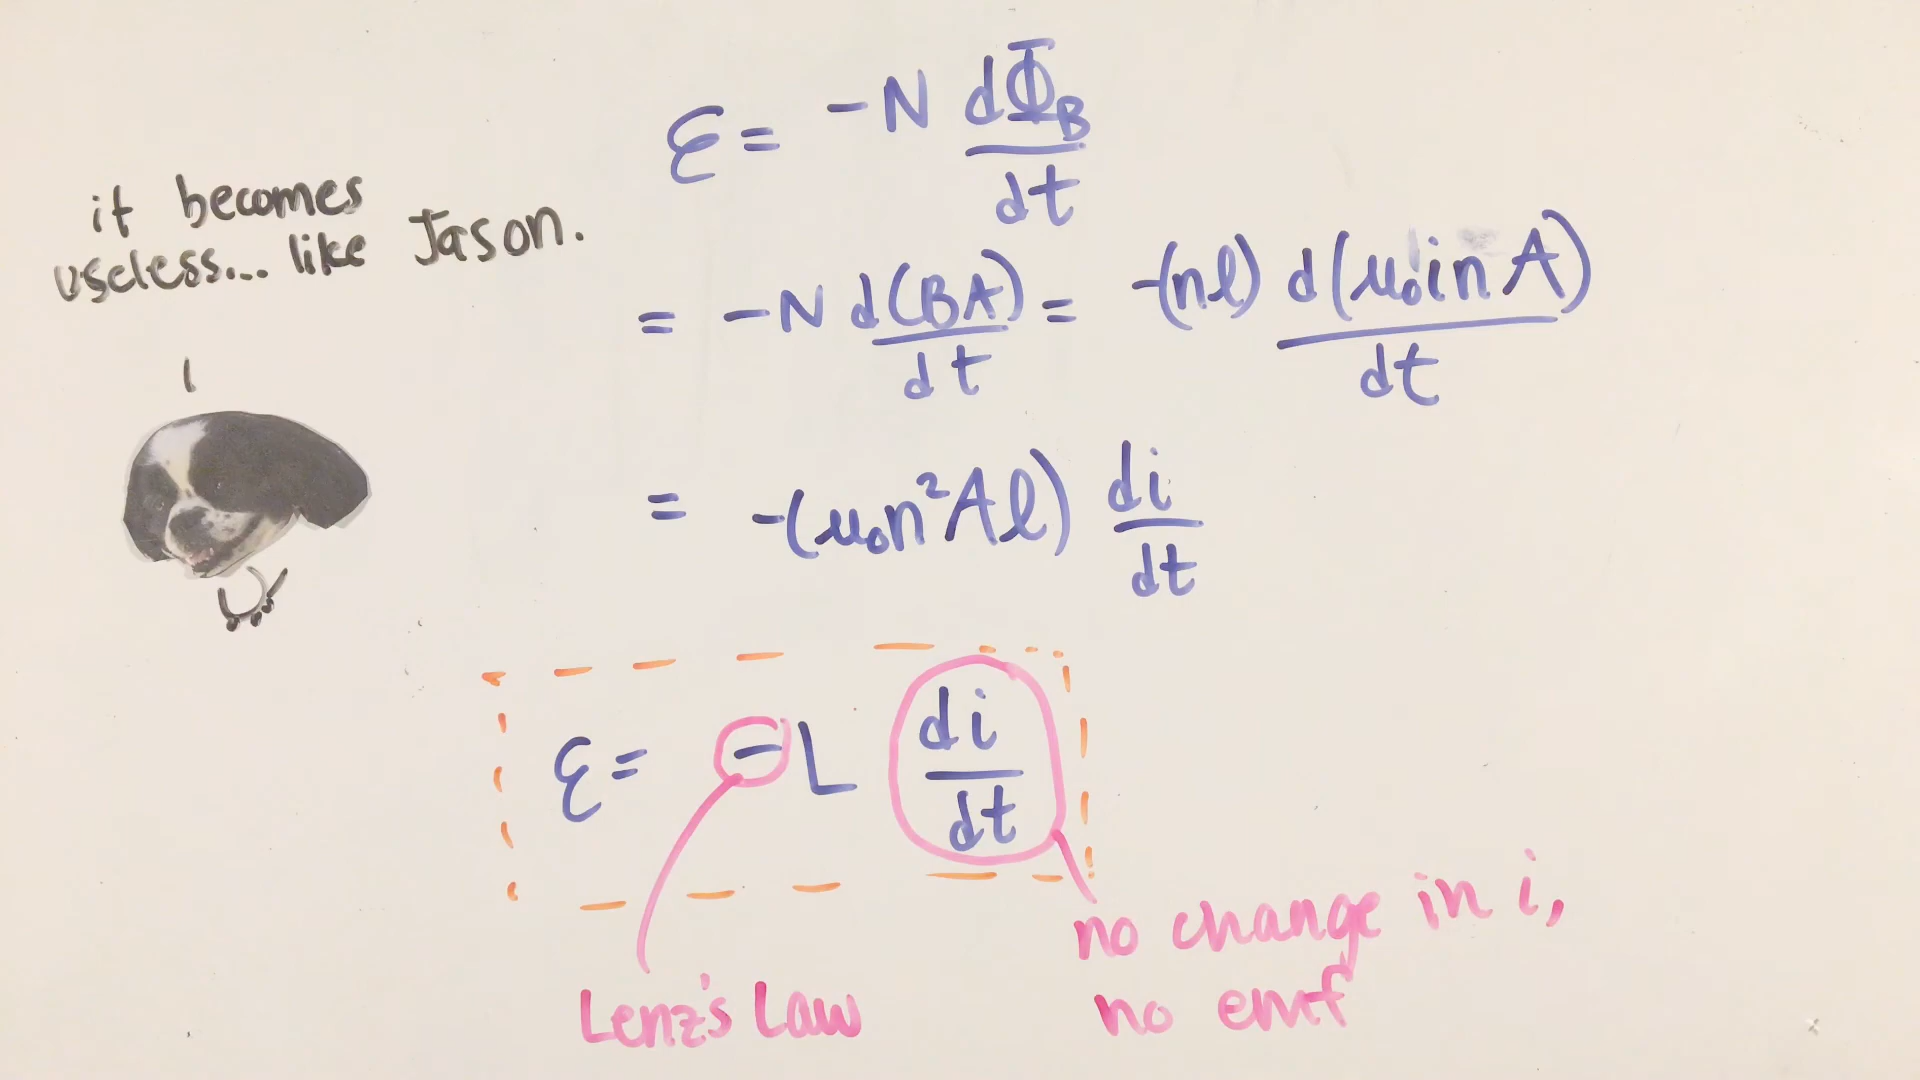 it becomes
useless... like Jason.
ℰ = -N dΦ_B/dt
= -N d(BA)/dt = -(nl) d(μ₀inA)/dt
= -(μ₀n²Al) di/dt
ℰ = -L di/dt
no change in i,
no emf
Lenz's Law